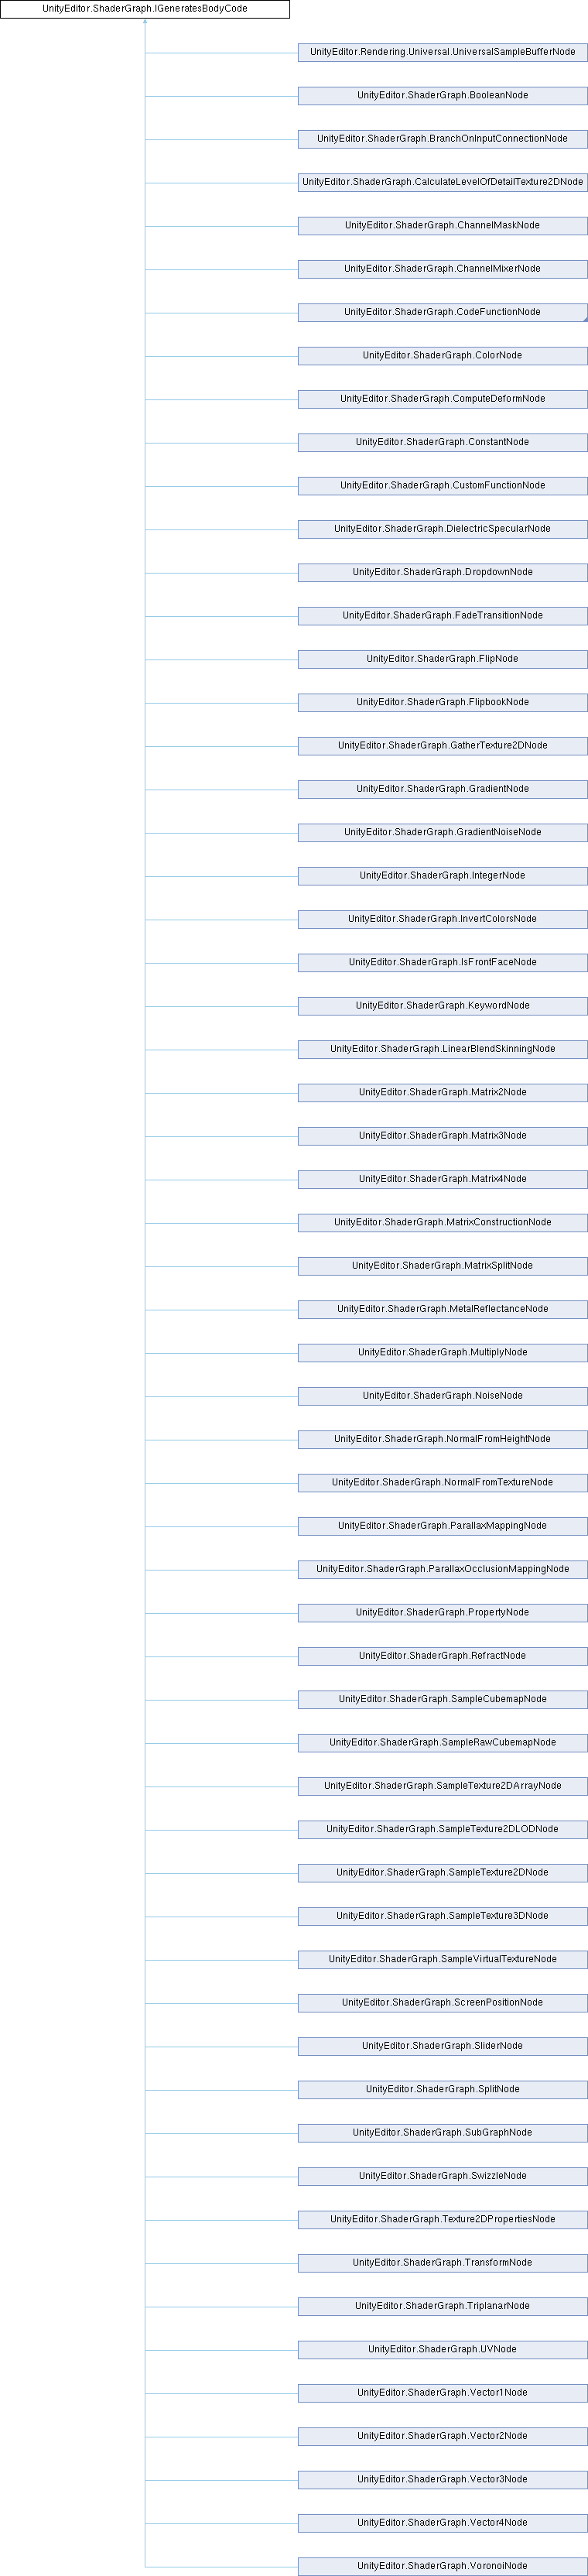 UnityEditor.ShaderGraph.IGeneratesBodyCode
UnityEditor.Rendering.Universal.UniversalSampleBufferNode
UnityEditor.ShaderGraph.BooleanNode
UnityEditor.ShaderGraph.BranchOnInputConnectionNode
UnityEditor.ShaderGraph.CalculateLevelOfDetailTexture2DNode
UnityEditor.ShaderGraph.ChannelMaskNode
UnityEditor.ShaderGraph.ChannelMixerNode
UnityEditor.ShaderGraph.CodeFunctionNode
UnityEditor.ShaderGraph.ColorNode
UnityEditor.ShaderGraph.ComputeDeformNode
UnityEditor.ShaderGraph.ConstantNode
UnityEditor.ShaderGraph.CustomFunctionNode
UnityEditor.ShaderGraph.DielectricSpecularNode
UnityEditor.ShaderGraph.DropdownNode
UnityEditor.ShaderGraph.FadeTransitionNode
UnityEditor.ShaderGraph.FlipNode
UnityEditor.ShaderGraph.FlipbookNode
UnityEditor.ShaderGraph.GatherTexture2DNode
UnityEditor.ShaderGraph.GradientNode
UnityEditor.ShaderGraph.GradientNoiseNode
UnityEditor.ShaderGraph.IntegerNode
UnityEditor.ShaderGraph.InvertColorsNode
UnityEditor.ShaderGraph.IsFrontFaceNode
UnityEditor.ShaderGraph.KeywordNode
UnityEditor.ShaderGraph.LinearBlendSkinningNode
UnityEditor.ShaderGraph.Matrix2Node
UnityEditor.ShaderGraph.Matrix3Node
UnityEditor.ShaderGraph.Matrix4Node
UnityEditor.ShaderGraph.MatrixConstructionNode
UnityEditor.ShaderGraph.MatrixSplitNode
UnityEditor.ShaderGraph.MetalReflectanceNode
UnityEditor.ShaderGraph.MultiplyNode
UnityEditor.ShaderGraph.NoiseNode
UnityEditor.ShaderGraph.NormalFromHeightNode
UnityEditor.ShaderGraph.NormalFromTextureNode
UnityEditor.ShaderGraph.ParallaxMappingNode
UnityEditor.ShaderGraph.ParallaxOcclusionMappingNode
UnityEditor.ShaderGraph.PropertyNode
UnityEditor.ShaderGraph.RefractNode
UnityEditor.ShaderGraph.SampleCubemapNode
UnityEditor.ShaderGraph.SampleRawCubemapNode
UnityEditor.ShaderGraph.SampleTexture2DArrayNode
UnityEditor.ShaderGraph.SampleTexture2DLODNode
UnityEditor.ShaderGraph.SampleTexture2DNode
UnityEditor.ShaderGraph.SampleTexture3DNode
UnityEditor.ShaderGraph.SampleVirtualTextureNode
UnityEditor.ShaderGraph.ScreenPositionNode
UnityEditor.ShaderGraph.SliderNode
UnityEditor.ShaderGraph.SplitNode
UnityEditor.ShaderGraph.SubGraphNode
UnityEditor.ShaderGraph.SwizzleNode
UnityEditor.ShaderGraph.Texture2DPropertiesNode
UnityEditor.ShaderGraph.TransformNode
UnityEditor.ShaderGraph.TriplanarNode
UnityEditor.ShaderGraph.UVNode
UnityEditor.ShaderGraph.Vector1Node
UnityEditor.ShaderGraph.Vector2Node
UnityEditor.ShaderGraph.Vector3Node
UnityEditor.ShaderGraph.Vector4Node
UnityEditor.ShaderGraph.VoronoiNode